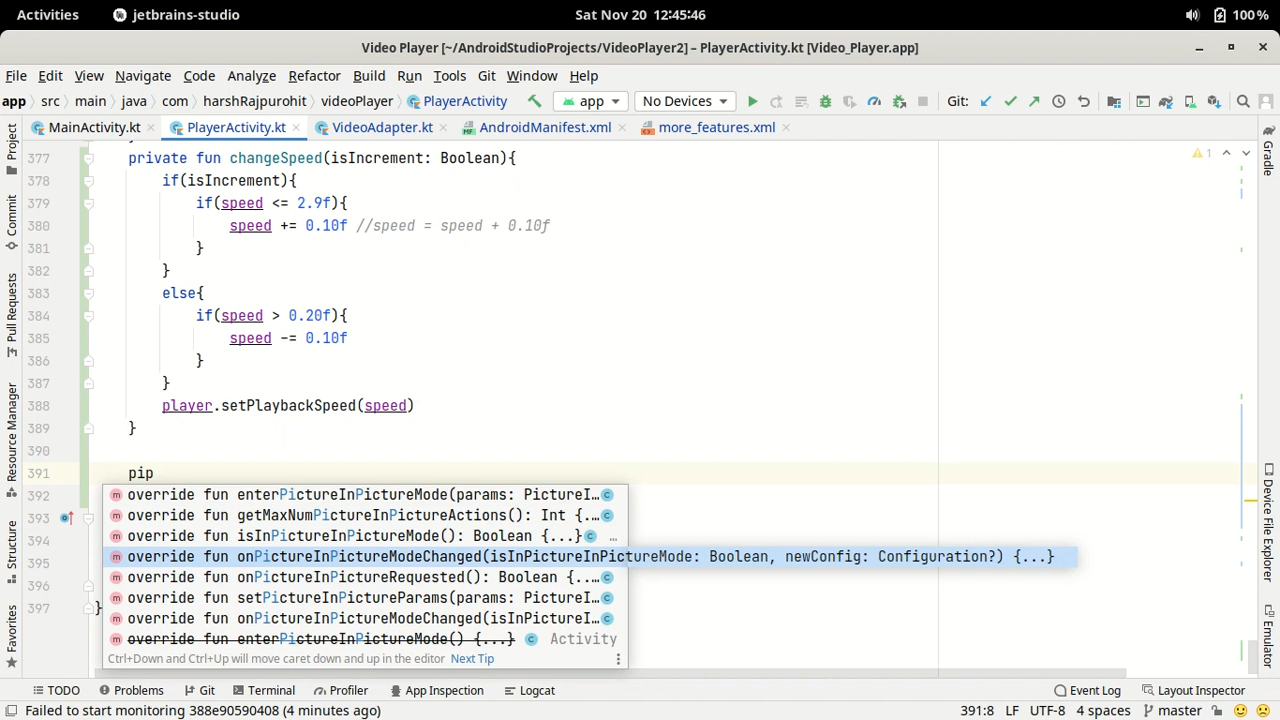 Activities jetbrains-studio Sat Nov 20 12:45:46 100%
Video Player [~/AndroidStudioProjects/VideoPlayer2] – PlayerActivity.kt [Video_Player.app]
File Edit View Navigate Code Analyze Refactor Build Run Tools Git Window Help
app src main java com harshRajpurohit videoPlayer PlayerActivity app No Devices Git:
MainActivity.kt PlayerActivity.kt VideoAdapter.kt AndroidManifest.xml more_features.xml
377 private fun changeSpeed(isIncrement: Boolean){ 1
378 if(isIncrement){
379 if(speed <= 2.9f){
380 speed += 0.10f //speed = speed + 0.10f
381 }
382 }
383 else{
384 if(speed > 0.20f){
385 speed -= 0.10f
386 }
387 }
388 player.setPlaybackSpeed(speed)
389 }
390
391 pip
392 override fun enterPictureInPictureMode(params: PictureI...
393 override fun getMaxNumPictureInPictureActions(): Int {...
394 override fun isInPictureInPictureMode(): Boolean {...} …
395 override fun onPictureInPictureModeChanged(isInPictureInPictureMode: Boolean, newConfig: Configuration?) {...}
396 override fun onPictureInPictureRequested(): Boolean {...
397 } override fun setPictureInPictureParams(params: PictureI...
override fun onPictureInPictureModeChanged(isInPictureI...
override fun enterPictureInPictureMode() {...} Activity
Ctrl+Down and Ctrl+Up will move caret down and up in the editor Next Tip
Project
Commit
Pull Requests
Resource Manager
Structure
Favorites
Gradle
Device File Explorer
Emulator
TODO Problems Git Terminal Profiler App Inspection Logcat Event Log Layout Inspector
Failed to start monitoring 388e90590408 (4 minutes ago) 391:8 LF UTF-8 4 spaces master